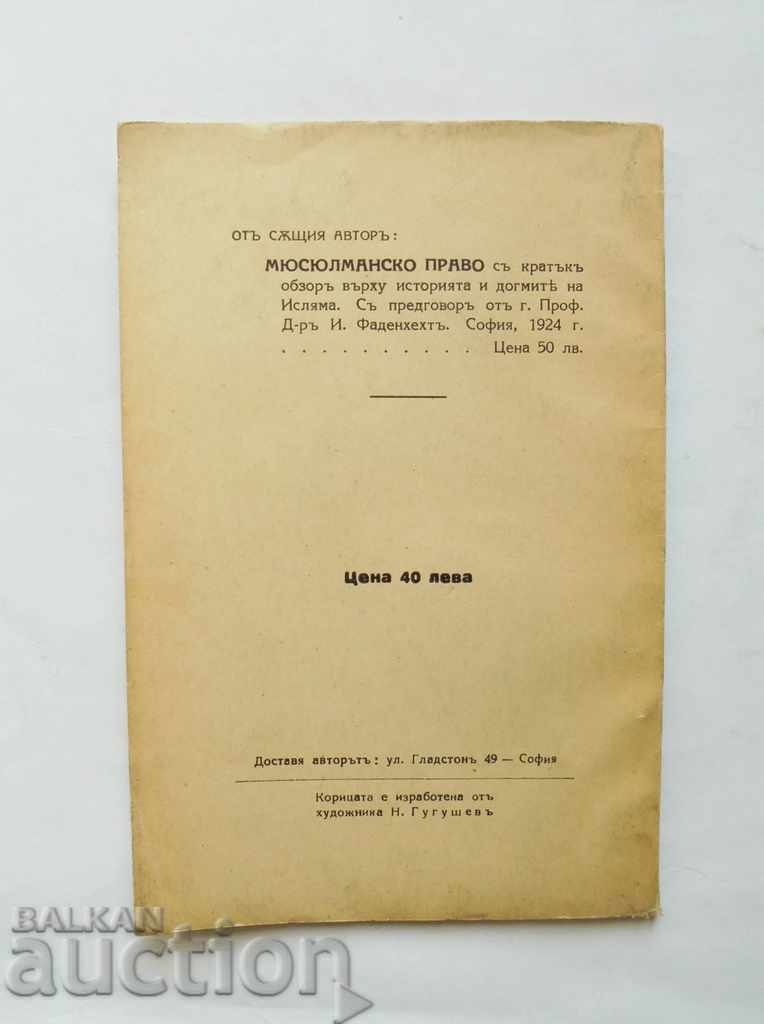 ОТЪ СѪЩИЯ АВТОРЪ:
МЮСЮЛМАНСКО ПРАВО съ кратъкъ
обзоръ върху историята и догмитѣ на
Исляма. Съ предговоръ отъ г. Проф.
Д-ръ И. Фаденхехтъ. София, 1924 г.
. . . . . . . . . . Цена 50 лв.
Цена 40 лева
Доставя авторътъ: ул. Гладстонъ 49 — София
Корицата е изработена отъ
художника Н. Гугушевъ
BALKAN
auction